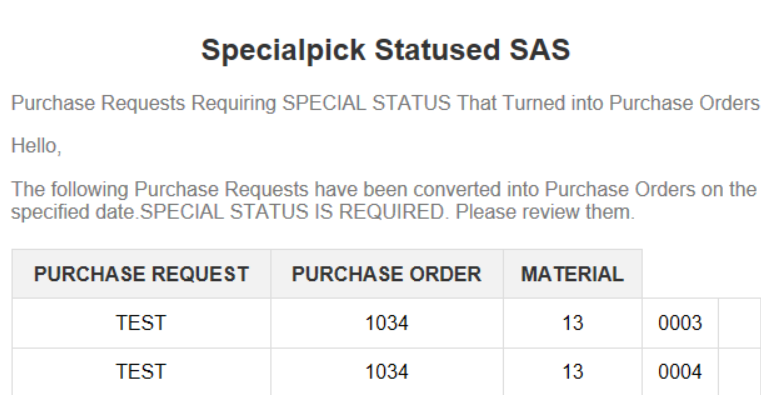 Specialpick Statused SAS
Purchase Requests Requiring SPECIAL STATUS That Turned into Purchase Orders
Hello,
The following Purchase Requests have been converted into Purchase Orders on the
specified date.SPECIAL STATUS IS REQUIRED. Please review them.
PURCHASE REQUEST PURCHASE ORDER MATERIAL
TEST 1034 13 0003
TEST 1034 13 0004